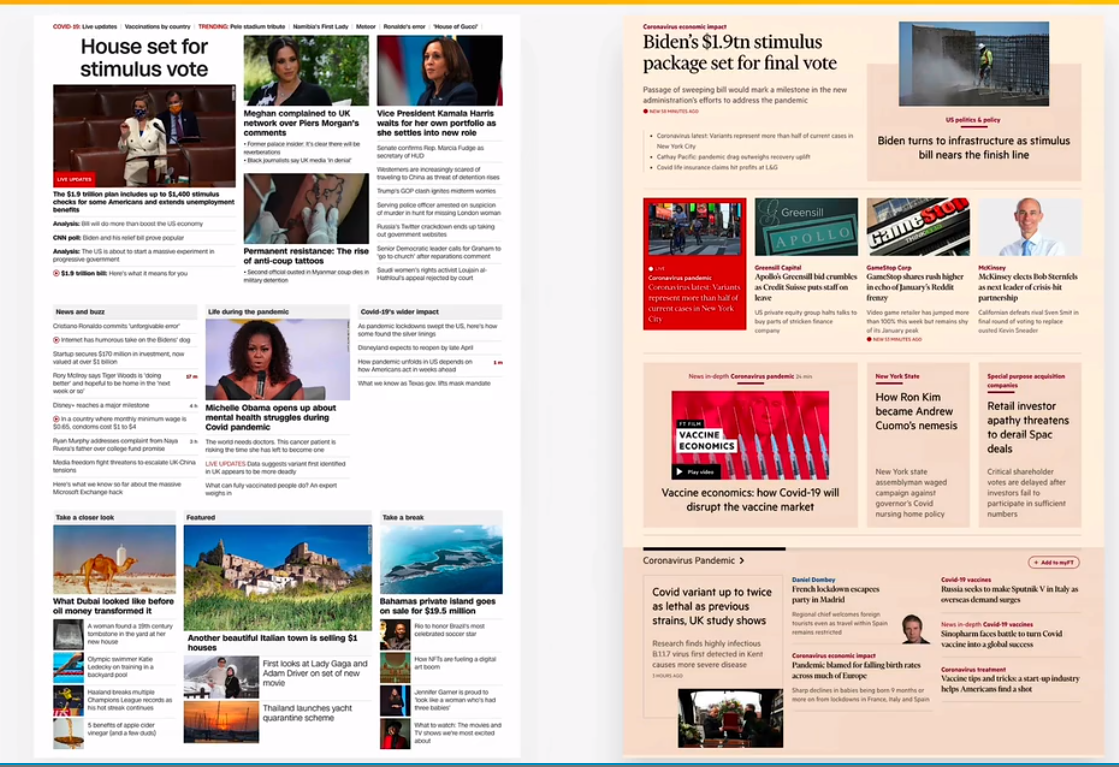 COVID-19: Live updates | Vaccinations by country | TRENDING: Pele stadium tribute | Namibia's First Lady | Meteor | Ronaldo's error | 'House of Gucci' |
House set for
stimulus vote
LIVE UPDATES
The $1.9 trillion plan includes up to $1,400 stimulus
checks for some Americans and extends unemployment
benefits
Analysis: Bill will do more than boost the US economy
CNN poll: Biden and his relief bill prove popular
Analysis: The US is about to start a massive experiment in
progressive government
$1.9 trillion bill: Here's what it means for you
Meghan complained to UK
network over Piers Morgan's
comments
• Former palace insider: It's clear there will be
reverberations
• Black journalists say UK media 'in denial'
Permanent resistance: The rise
of anti-coup tattoos
• Second official ousted in Myanmar coup dies in
military detention
Vice President Kamala Harris
waits for her own portfolio as
she settles into new role
Senate confirms Rep. Marcia Fudge as
secretary of HUD
Westerners are increasingly scared of
traveling to China as threat of detention rises
Trump's GOP clash ignites midterm worries
Serving police officer arrested on suspicion
of murder in hunt for missing London woman
Russia's Twitter crackdown ends up taking
out government websites
Senior Democratic leader calls for Graham to
'go to church' after reparations comment
Saudi women's rights activist Loujain al-
Hathloul's appeal rejected by court
News and buzz
Cristiano Ronaldo commits 'unforgivable error'
Internet has humorous take on the Bidens' dog
Startup secures $170 million in investment, now
valued at over $1 billion
Rory McIlroy says Tiger Woods is 'doing
better' and hopeful to be home in the 'next
week or so'
57 m
Disney+ reaches a major milestone
4 h
In a country where monthly minimum wage is
$0.65, condoms cost $1 to $4
Ryan Murphy addresses complaint from Naya
Rivera's father over college fund promise
3 h
Media freedom fight threatens to escalate UK-China
tensions
Here's what we know so far about the massive
Microsoft Exchange hack
Life during the pandemic
Michelle Obama opens up about
mental health struggles during
Covid pandemic
The world needs doctors. This cancer patient is
risking the time she has left to become one
LIVE UPDATES Data suggests variant first identified
in UK appears to be more deadly
What can fully vaccinated people do? An expert
weighs in
Covid-19's wider impact
As pandemic lockdowns swept the US, here's how
some found the silver linings
Disneyland expects to reopen by late April
How pandemic unfolds in US depends on
how Americans act in weeks ahead
5 m
What we know as Texas gov. lifts mask mandate
Take a closer look
What Dubai looked like before
oil money transformed it
A woman found a 19th century
tombstone in the yard at her
new house
Olympic swimmer Katie
Ledecky on training in a
backyard pool
Haaland breaks multiple
Champions League records as
his hot streak continues
5 benefits of apple cider
vinegar (and a few duds)
Featured
Another beautiful Italian town is selling $1
houses
First looks at Lady Gaga and
Adam Driver on set of new
movie
Thailand launches yacht
quarantine scheme
Take a break
Bahamas private island goes
on sale for $19.5 million
Rio to honor Brazil's most
celebrated soccer star
How NFTs are fueling a digital
art boom
Jennifer Garner is proud to
'look like a woman who's had
three babies'
What to watch: The movies and
TV shows we're most excited
about
Coronavirus economic impact
Biden's $1.9tn stimulus
package set for final vote
Passage of sweeping bill would mark a milestone in the new
administration's efforts to address the pandemic
NEW 58 MINUTES AGO
• Coronavirus latest: Variants represent more than half of current cases in
New York City
• Cathay Pacific: pandemic drag outweighs recovery uplift
• Covid life insurance claims hit profits at L&G
US politics & policy
Biden turns to infrastructure as stimulus
bill nears the finish line
LIVE
Coronavirus pandemic
Coronavirus latest: Variants
represent more than half of
current cases in New York
City
Greensill
APOLLO
Greensill Capital
Apollo's Greensill bid crumbles
as Credit Suisse puts staff on
leave
US private equity group halts talks to
buy parts of stricken finance
company
GameStop
GameStop Corp
GameStop shares rush higher
in echo of January's Reddit
frenzy
Video game retailer has jumped more
than 100% this week but remains shy
of its January peak
NEW 57 MINUTES AGO
McKinsey
McKinsey elects Bob Sternfels
as next leader of crisis-hit
partnership
Californian defeats rival Sven Smit in
final round of voting to replace
ousted Kevin Sneader
News in-depth Coronavirus pandemic 24 min
FT FILM
VACCINE
ECONOMICS
Play video
Vaccine economics: how Covid-19 will
disrupt the vaccine market
New York State
How Ron Kim
became Andrew
Cuomo's nemesis
New York state
assemblyman waged
campaign against
governor's Covid
nursing home policy
Special purpose acquisition
companies
Retail investor
apathy threatens
to derail Spac
deals
Critical shareholder
votes are delayed after
investors fail to
participate in sufficient
numbers
Coronavirus Pandemic >
+ Add to myFT
Covid variant up to twice
as lethal as previous
strains, UK study shows
Research finds highly infectious
B.1.1.7 virus first detected in Kent
causes more severe disease
3 HOURS AGO
Daniel Dombey
French lockdown escapees
party in Madrid
Regional chief welcomes foreign
tourists even as travel within Spain
remains restricted
Coronavirus economic impact
Pandemic blamed for falling birth rates
across much of Europe
Sharp declines in babies being born 9 months or
more on from lockdowns in France, Italy and Spain
Covid-19 vaccines
Russia seeks to make Sputnik V in Italy as
overseas demand surges
News in-depth Covid-19 vaccines
Sinopharm faces battle to turn Covid
vaccine into a global success
Coronavirus treatment
Vaccine tips and tricks: a start-up industry
helps Americans find a shot